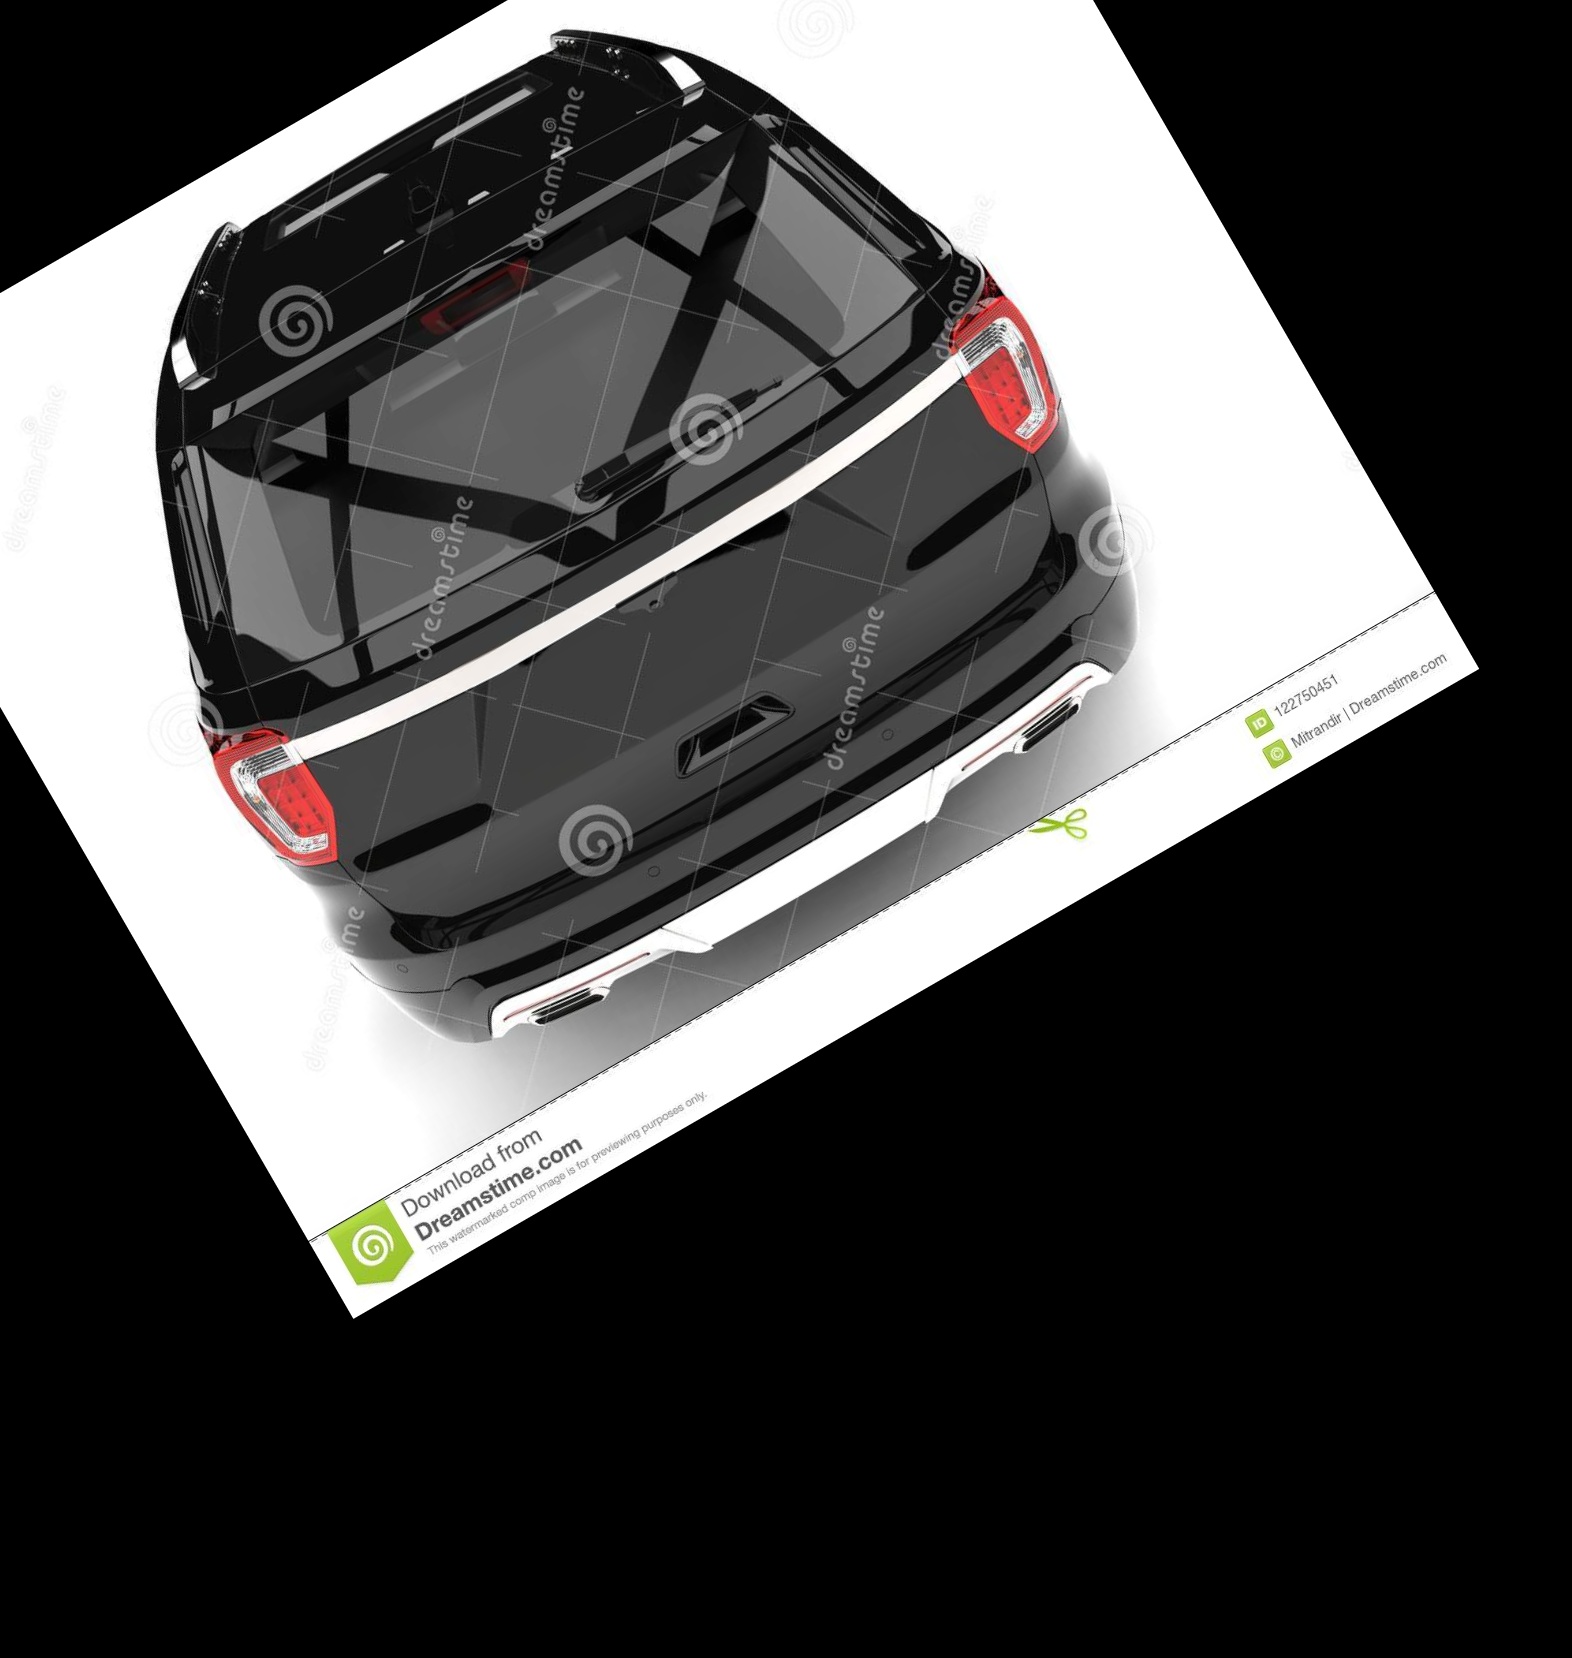 dreamstime
dreamstime
dreamstime
dreamstime
dreamstime
dreamstime
ID 122750451
© Mitrandir | Dreamstime.com
Download from
Dreamstime.com
This watermarked comp image is for previewing purposes only.